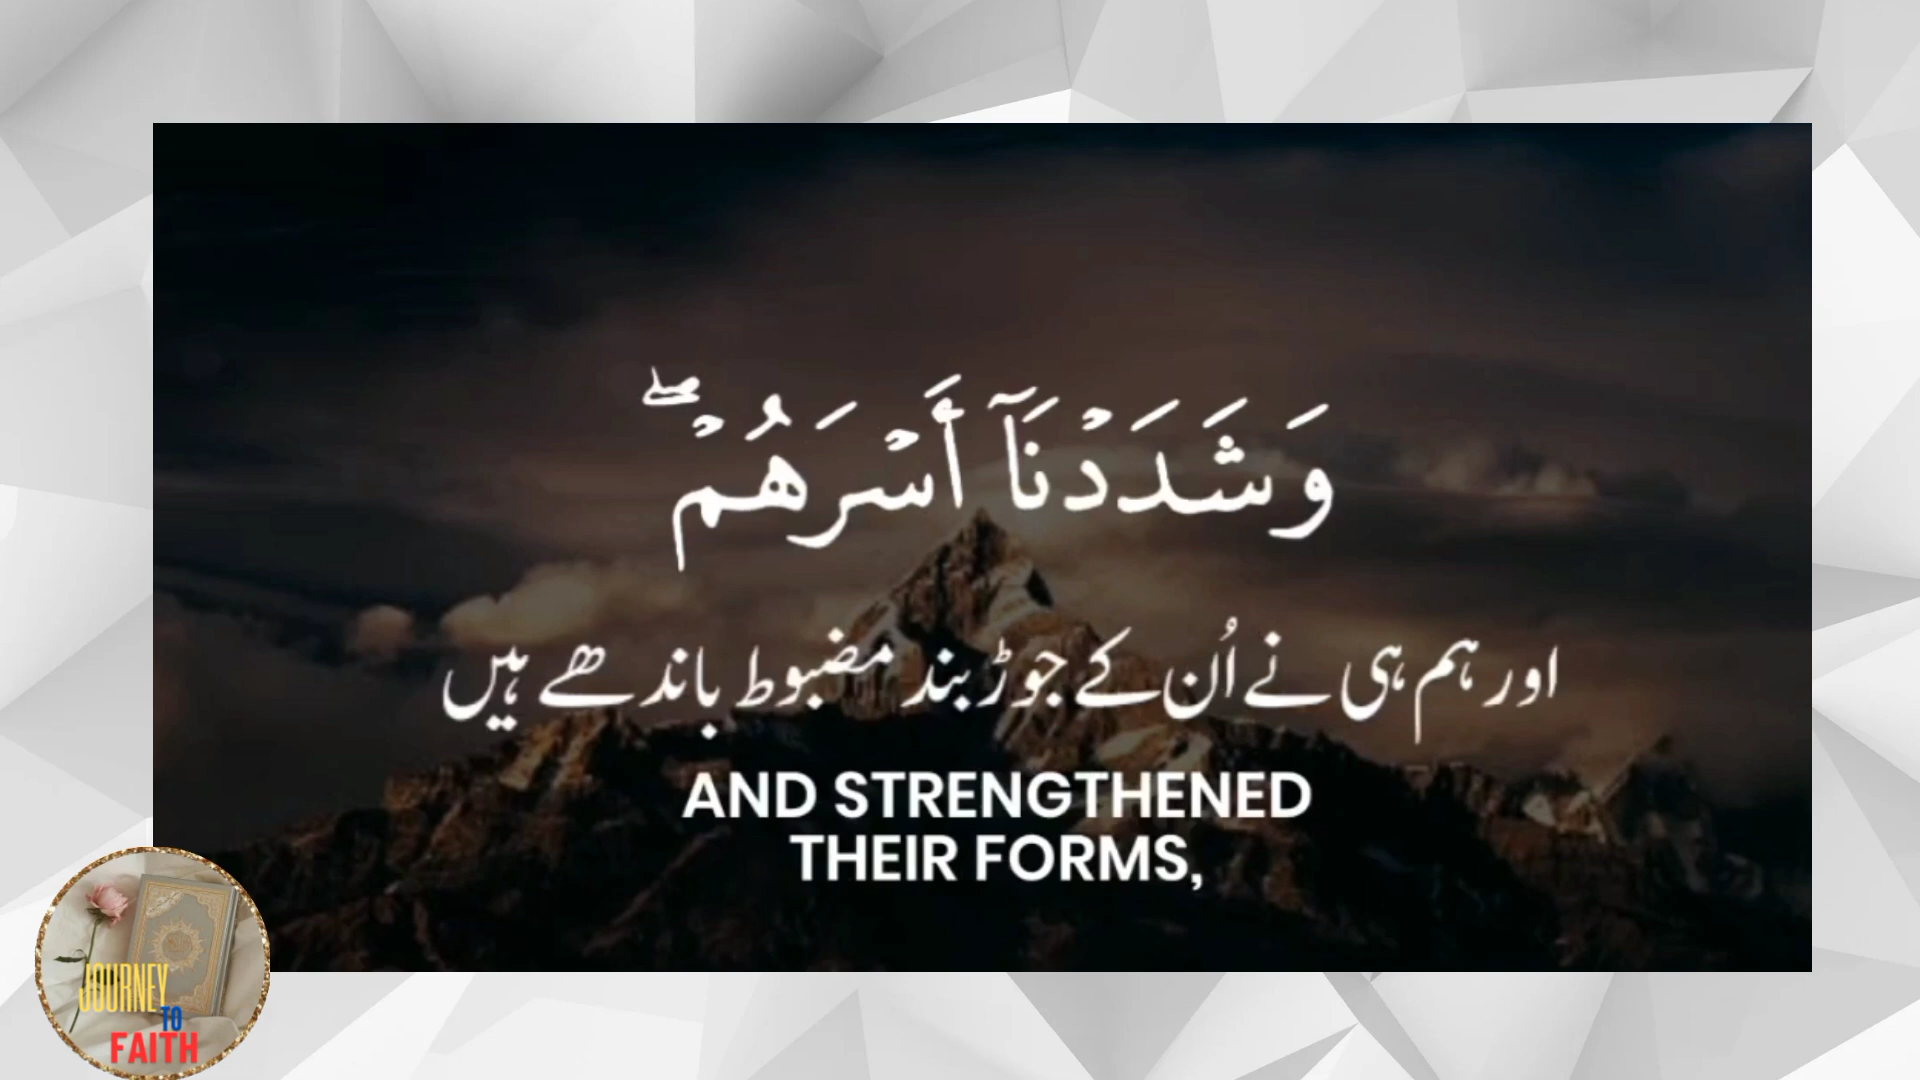 وَشَدَدۡنَآ أَسۡرَهُمۡۖ
اور ہم ہی نے اُن کے جوڑ بند مضبوط باندھے ہیں
AND STRENGTHENED
THEIR FORMS,
JOURNEY
TO
FAITH